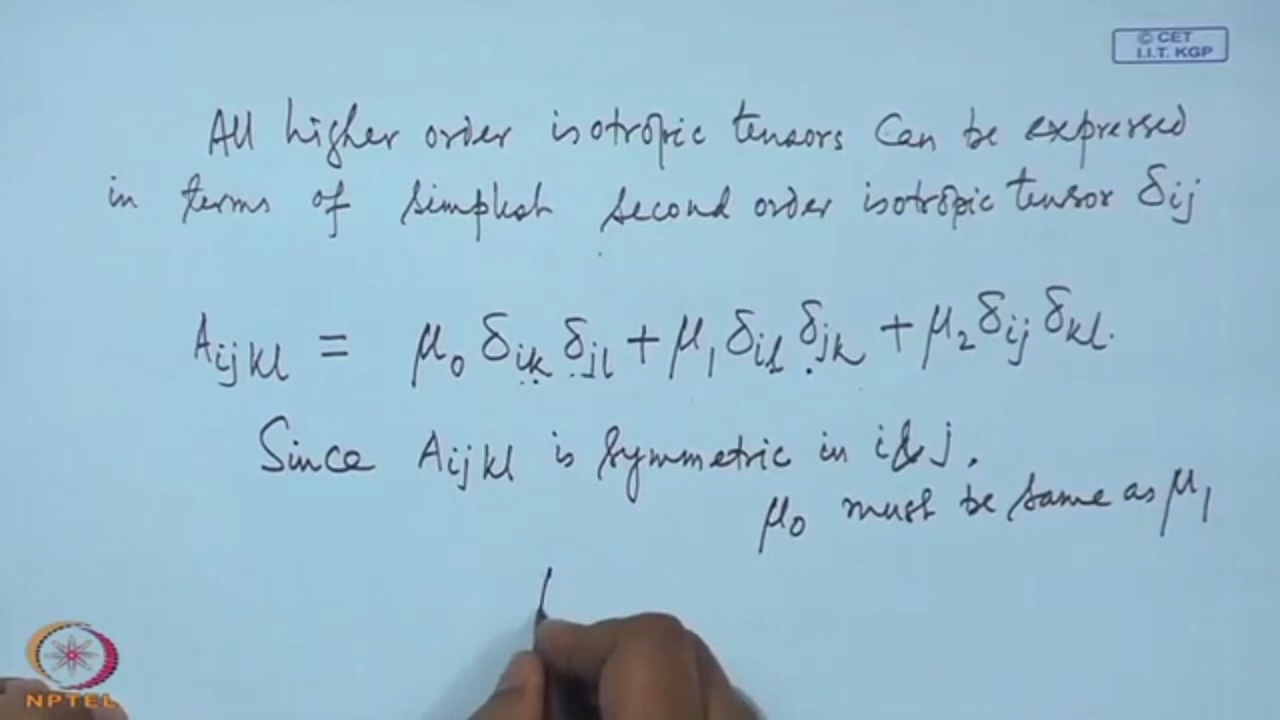 © CET
I.I.T. KGP
All higher order isotropic tensors can be expressed
in terms of simplest second order isotropic tensor δij
Aijkl = μ0 δik δjl + μ1 δil δjk + μ2 δij δkl.
Since Aijkl is symmetric in i & j.
μ0 must be same as μ1
NPTEL